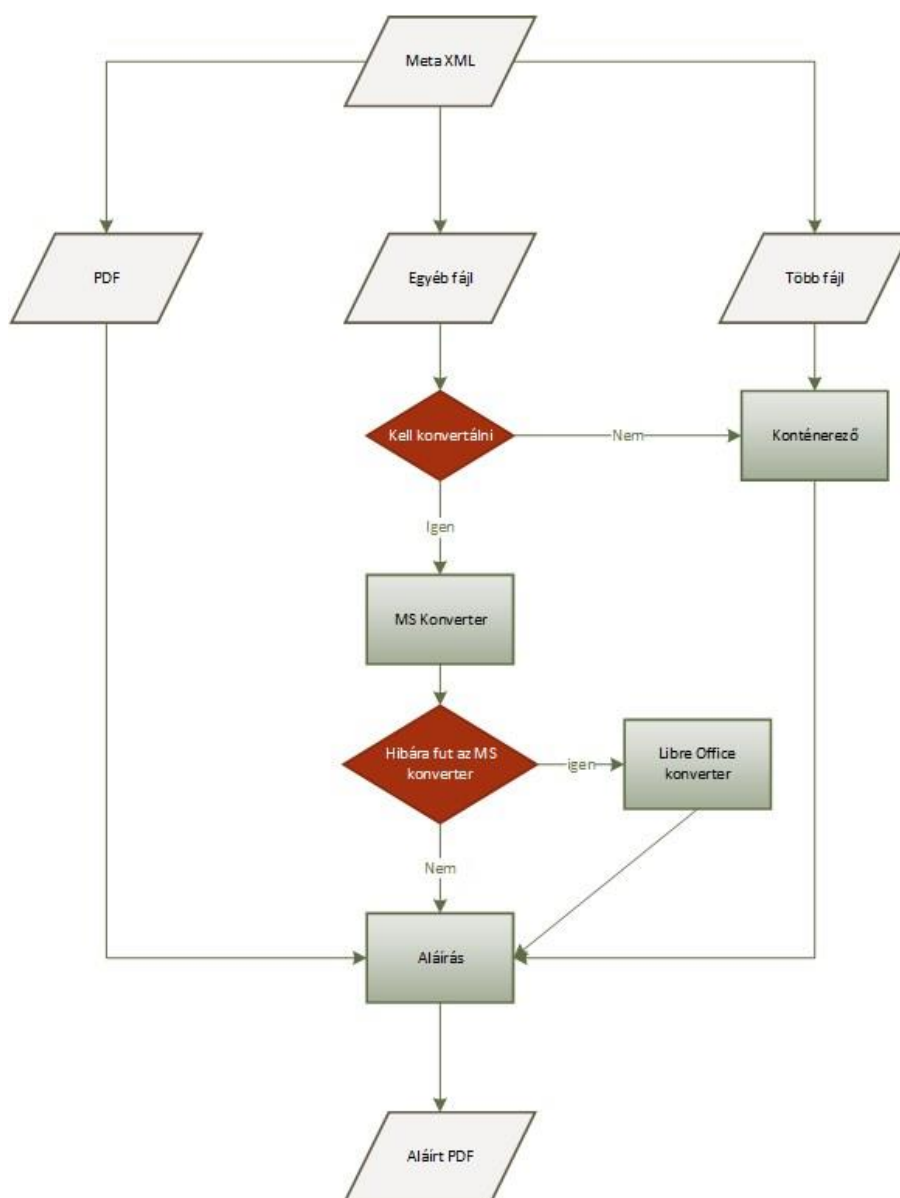 Meta XML
PDF
Egyéb fájl
Több fájl
Kell konvertálni
Nem
Konténerező
Igen
MS Konverter
Hibára fut az MS
konverter
igen
Libre Office
konverter
Nem
Aláírás
Aláírt PDF